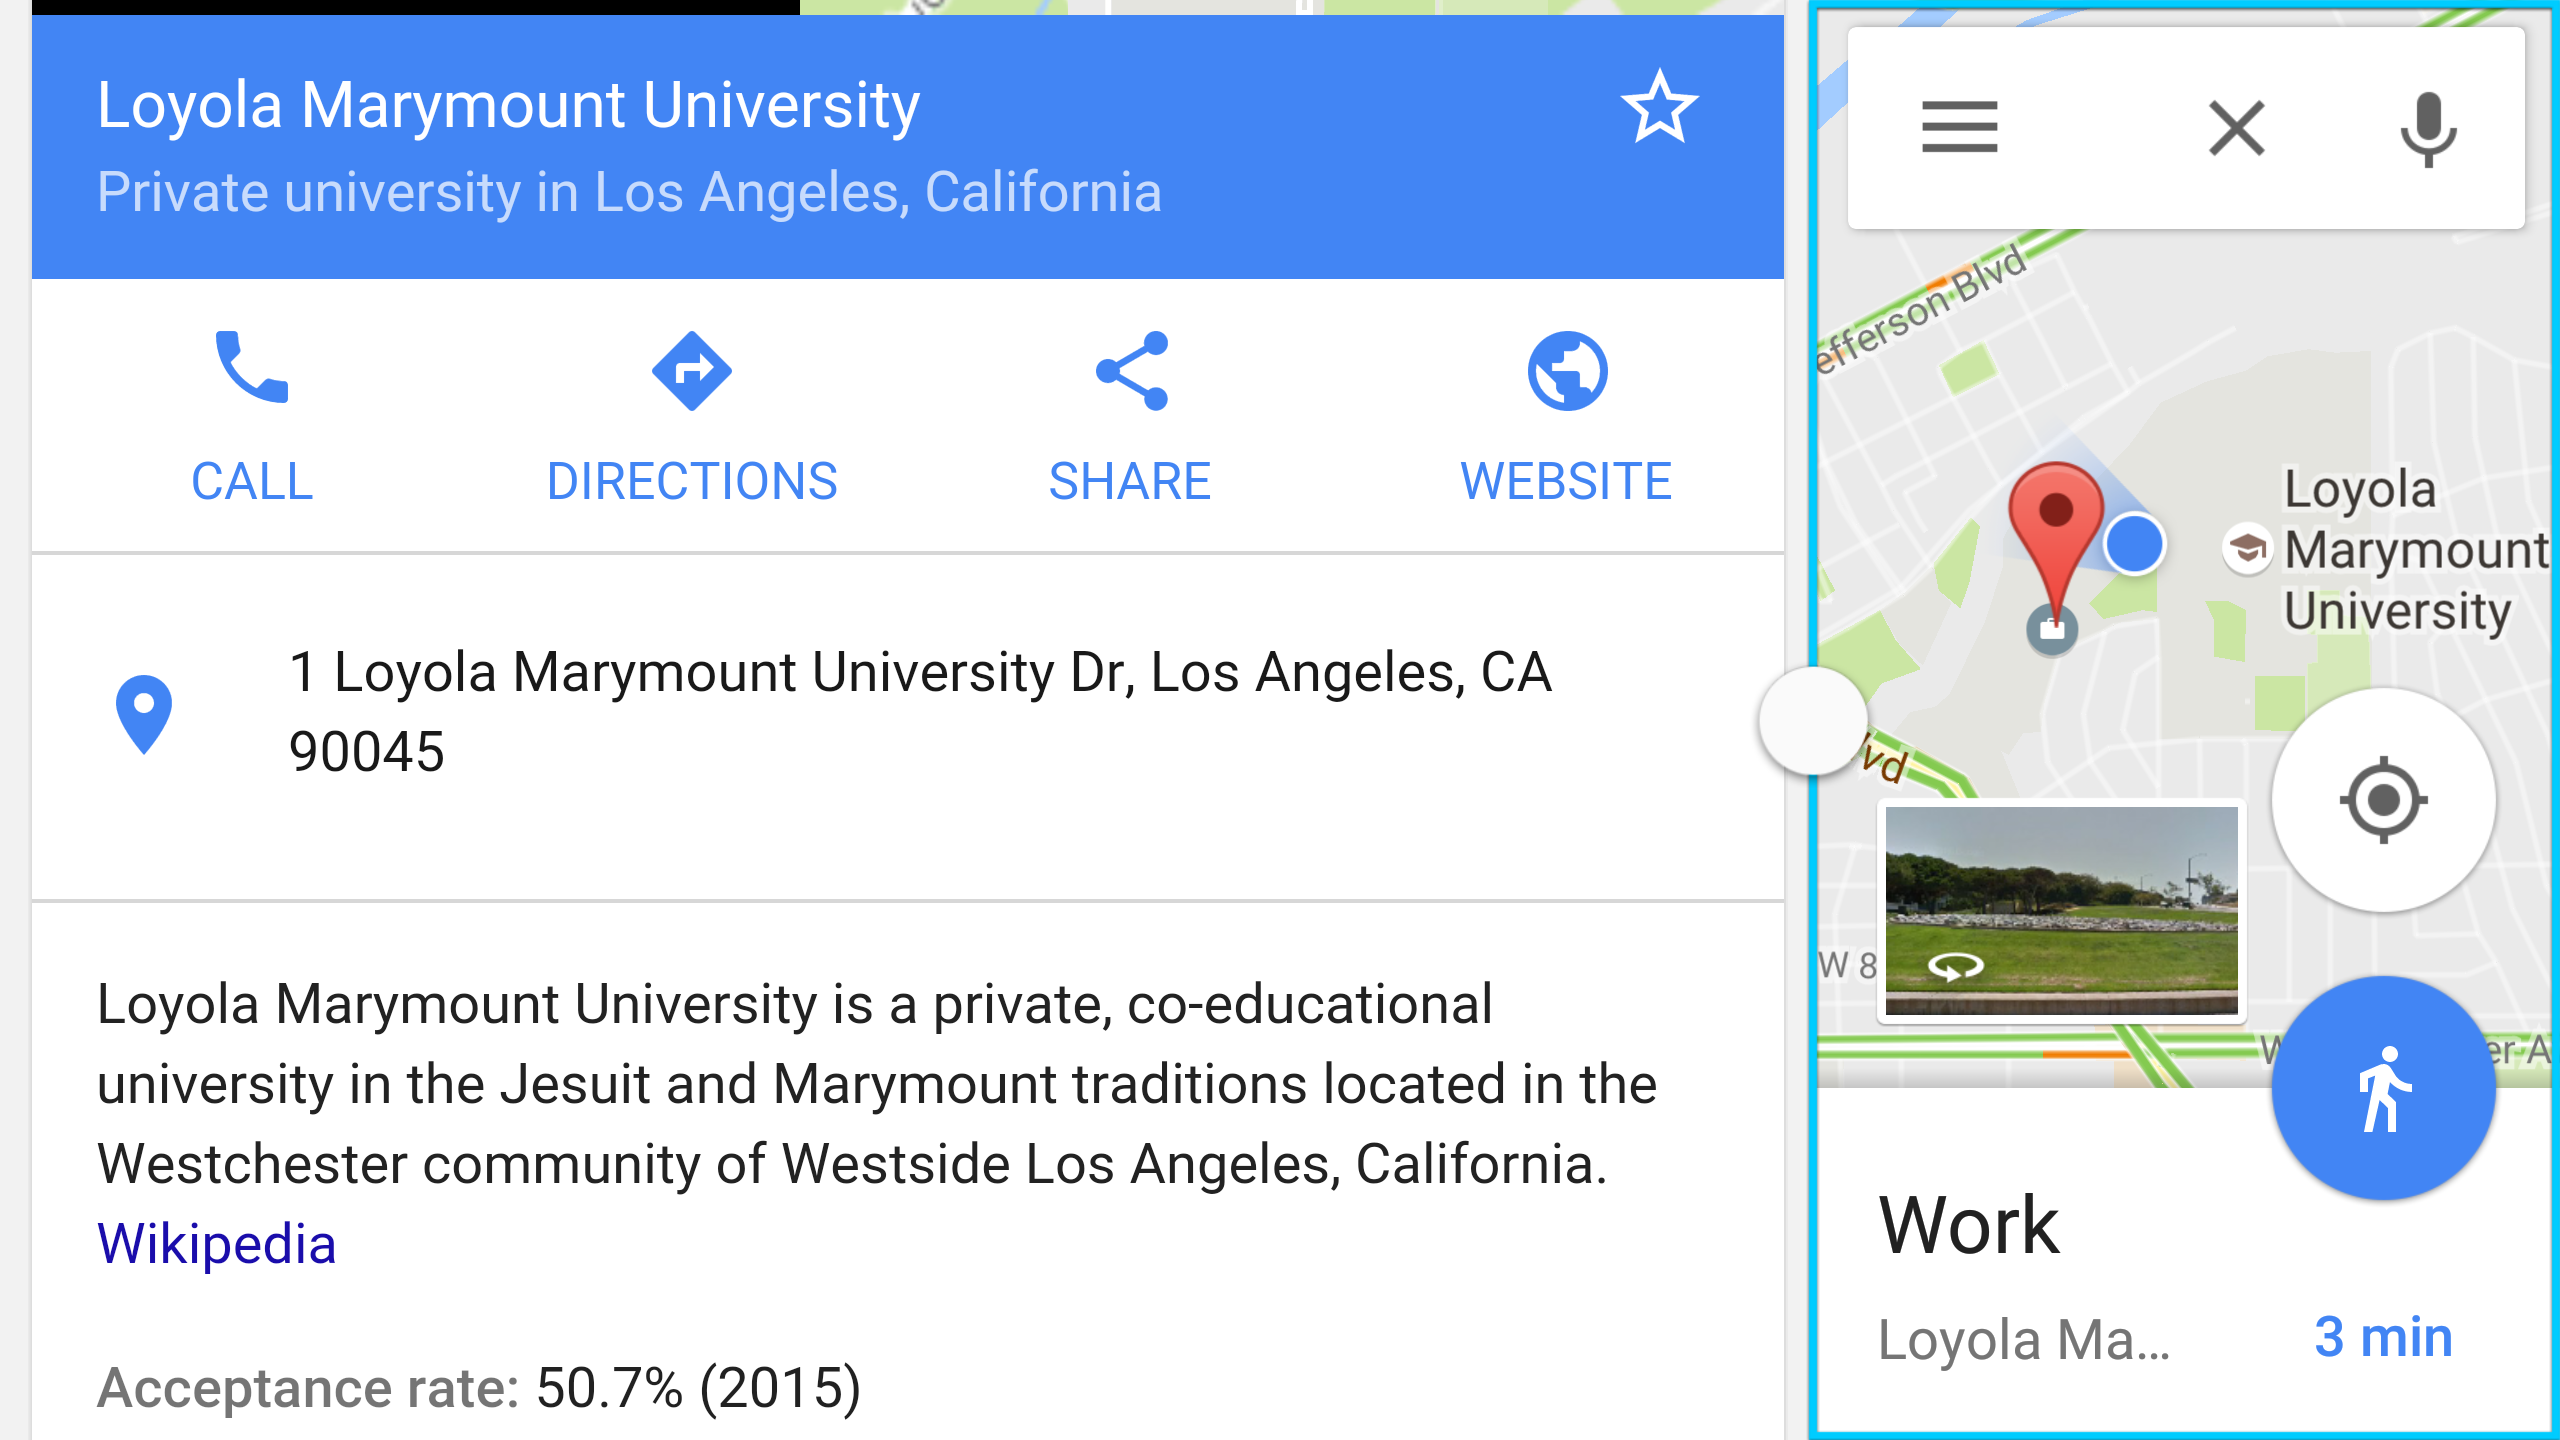 Loyola Marymount University
Private university in Los Angeles, California
CALL
DIRECTIONS
SHARE
WEBSITE
1 Loyola Marymount University Dr, Los Angeles, CA
90045
Loyola Marymount University is a private, co-educational
university in the Jesuit and Marymount traditions located in the
Westchester community of Westside Los Angeles, California.
Wikipedia
Acceptance rate: 50.7% (2015)
efferson Blvd
Loyola
Marymount
University
lvd
W 8
Work
Loyola Ma...
3 min